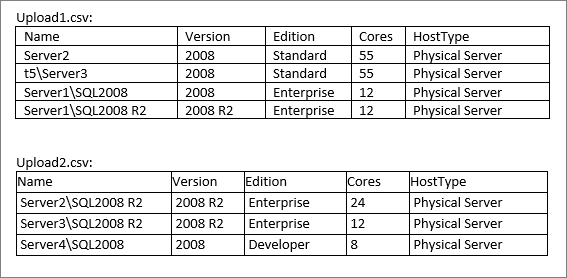 Upload1.csv:
Name Version Edition Cores HostType
Server2 2008 Standard 55 Physical Server
t5\Server3 2008 Standard 55 Physical Server
Server1\SQL2008 2008 Enterprise 12 Physical Server
Server1\SQL2008 R2 2008 R2 Enterprise 12 Physical Server
Upload2.csv:
Name Version Edition Cores HostType
Server2\SQL2008 R2 2008 R2 Enterprise 24 Physical Server
Server3\SQL2008 R2 2008 R2 Enterprise 12 Physical Server
Server4\SQL2008 2008 Developer 8 Physical Server